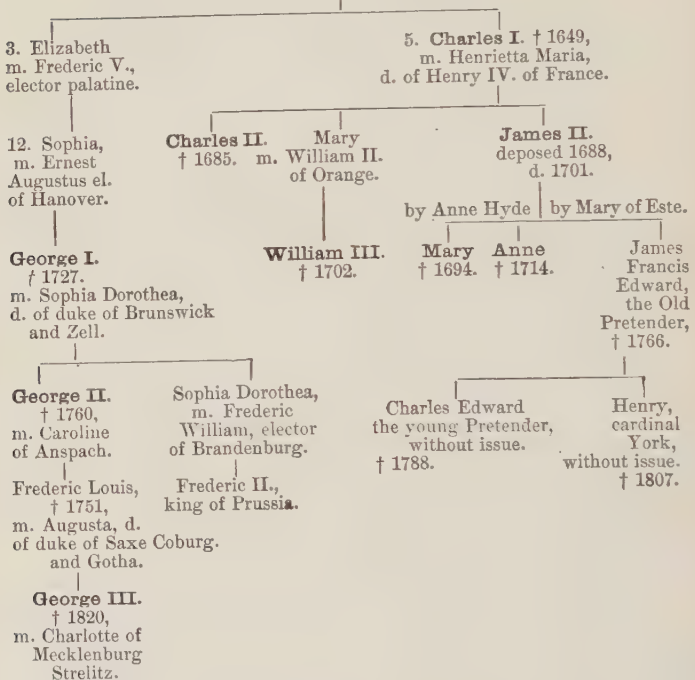 3. Elizabeth
m. Frederic V.,
elector palatine.
5. Charles I. † 1649,
m. Henrietta Maria,
d. of Henry IV. of France.
12. Sophia,
m. Ernest
Augustus el.
of Hanover.
Charles II.
† 1685.
Mary
m. William II.
of Orange.
James II.
deposed 1688,
d. 1701.
by Anne Hyde
by Mary of Este.
George I.
† 1727.
m. Sophia Dorothea,
d. of duke of Brunswick
and Zell.
William III.
† 1702.
Mary
† 1694.
Anne
† 1714.
James
Francis
Edward,
the Old
Pretender,
† 1766.
George II.
† 1760,
m. Caroline
of Anspach.
Sophia Dorothea,
m. Frederic
William, elector
of Brandenburg.
Charles Edward
the young Pretender,
without issue.
† 1788.
Henry,
cardinal
York,
without issue.
† 1807.
Frederic Louis,
† 1751,
m. Augusta, d.
of duke of Saxe Coburg.
and Gotha.
Frederic II.,
king of Prussia.
George III.
† 1820,
m. Charlotte of
Mecklenburg
Strelitz.